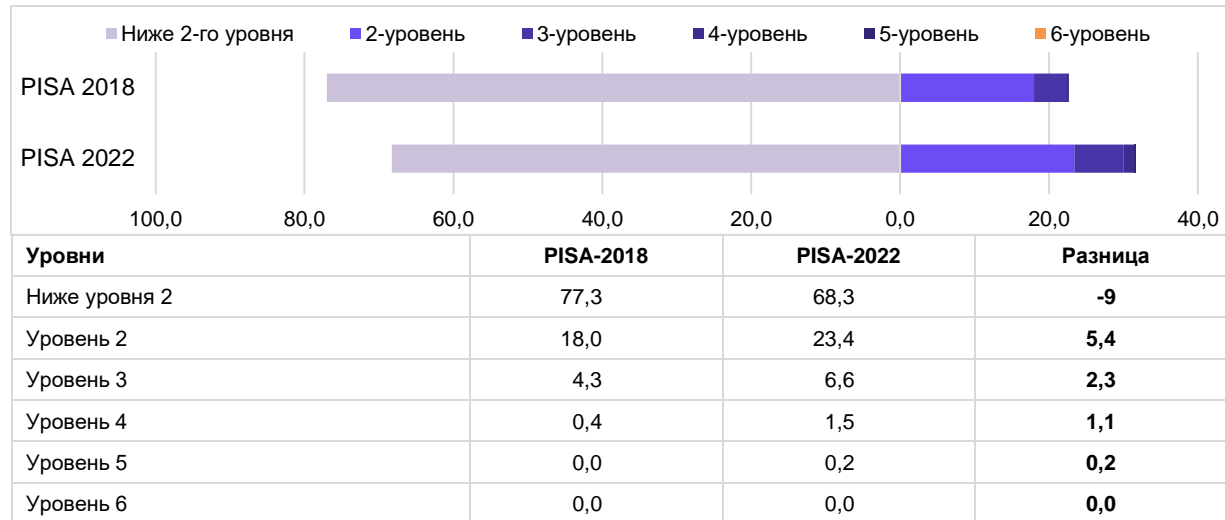 Ниже 2-го уровня 2-уровень 3-уровень 4-уровень 5-уровень 6-уровень
PISA 2018
PISA 2022
100,0 80,0 60,0 40,0 20,0 0,0 20,0 40,0
Уровни PISA-2018 PISA-2022 Разница
Ниже уровня 2 77,3 68,3 -9
Уровень 2 18,0 23,4 5,4
Уровень 3 4,3 6,6 2,3
Уровень 4 0,4 1,5 1,1
Уровень 5 0,0 0,2 0,2
Уровень 6 0,0 0,0 0,0